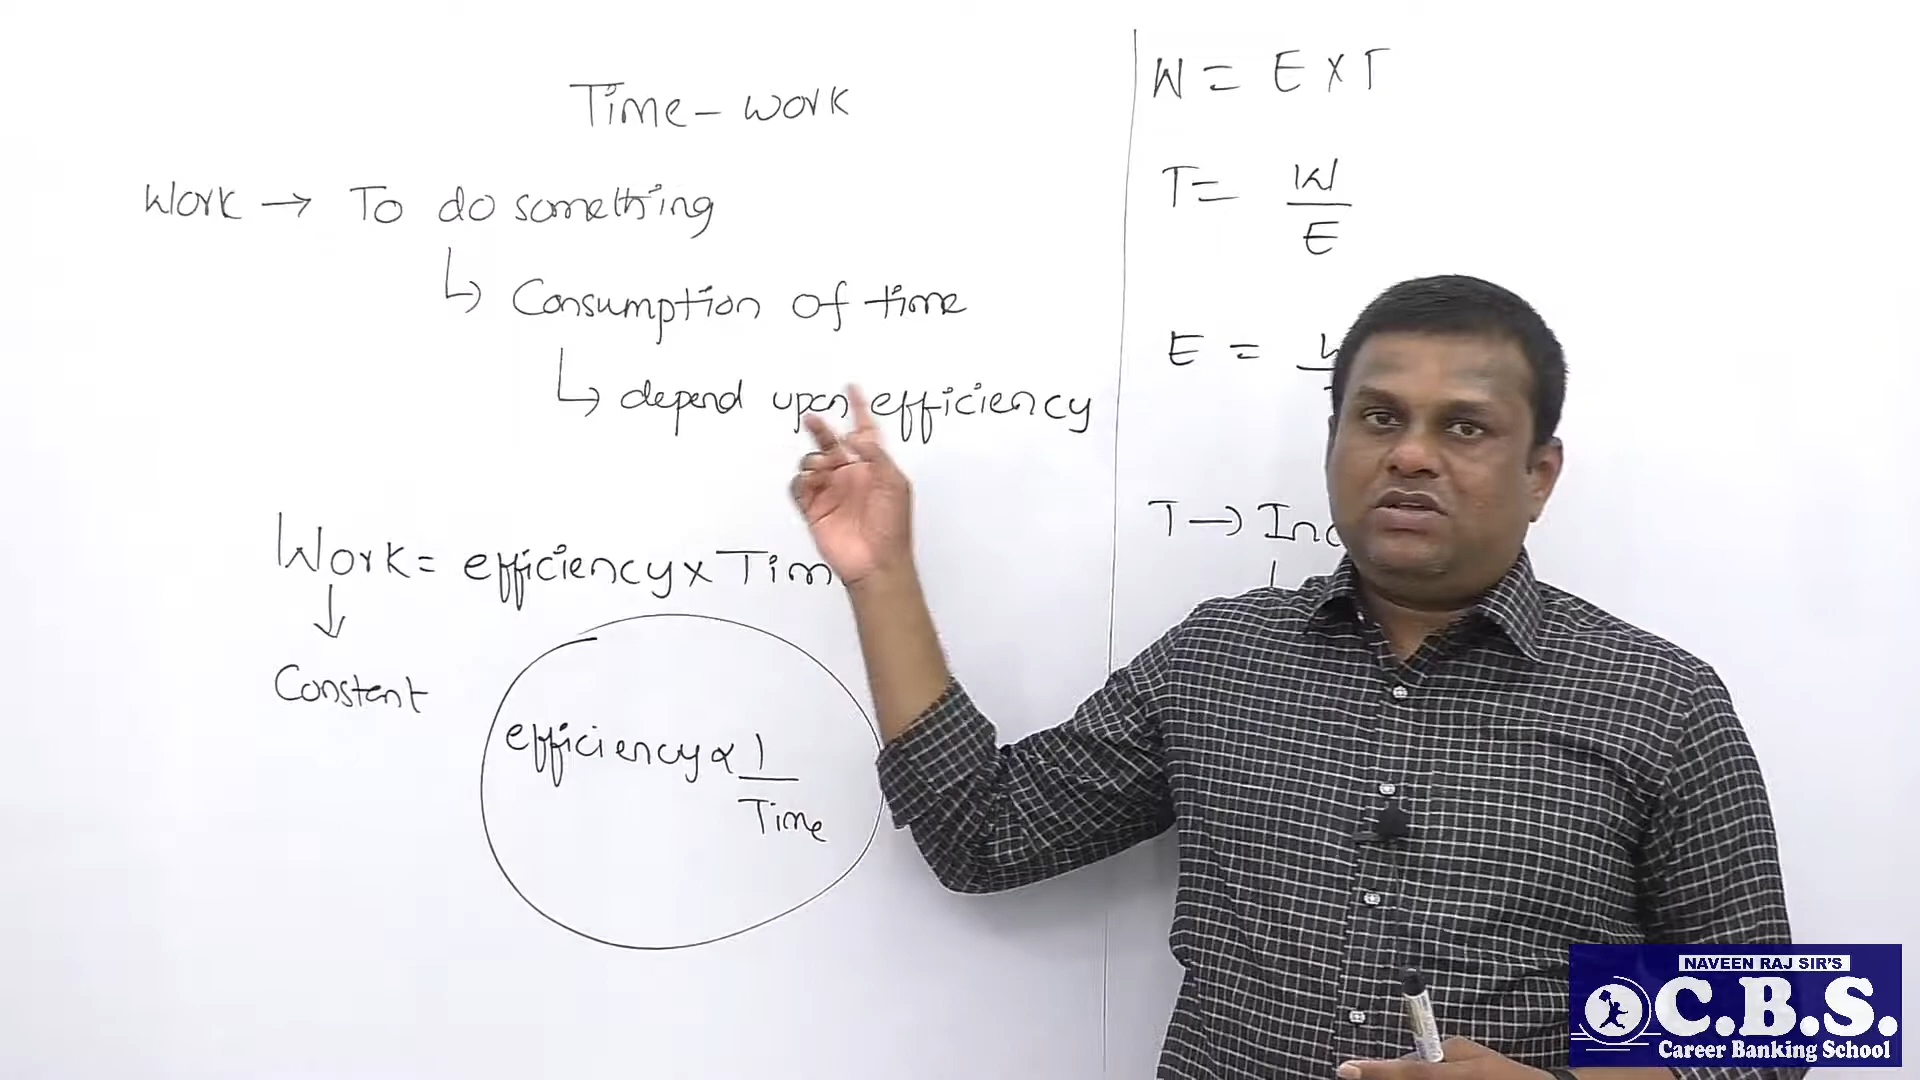 Time - work
Work → To do something
↳ Consumption of time
↳ depend upon efficiency
Work = efficiency x Tim
↓
Constent
efficiency ∝ 1
Time
W = E x T
T = W
E
E =
T →
NAVEEN RAJ SIR'S
C.B.S.
Career Banking School